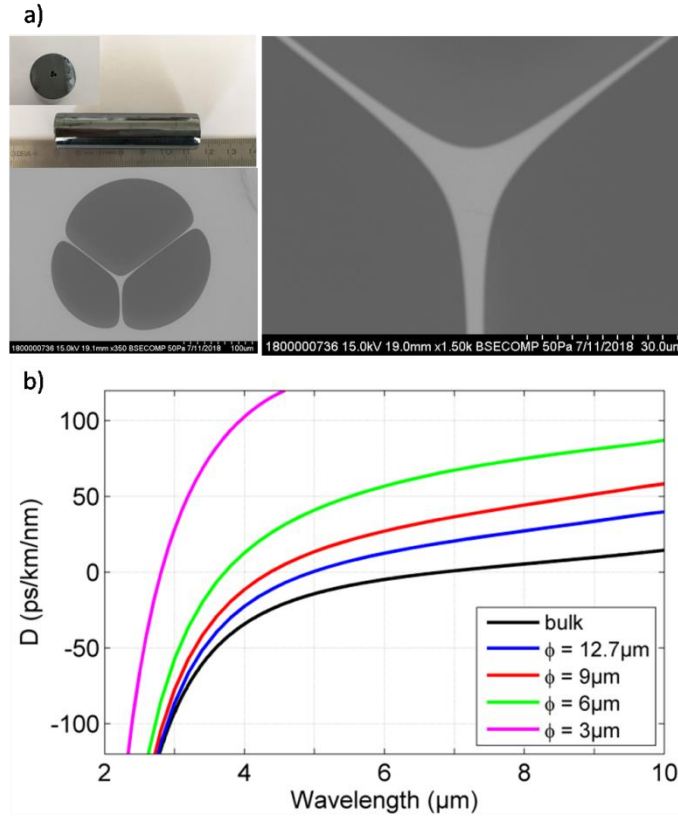 a)
1800000736 15.0kV 19.1mm x350 BSECOMP 50Pa 7/11/2018 100um
1800000736 15.0kV 19.0mm x1.50k BSECOMP 50Pa 7/11/2018 30.0um
b)
D (ps/km/nm)
100
50
0
-50
-100
bulk
ϕ = 12.7µm
ϕ = 9µm
ϕ = 6µm
ϕ = 3µm
2 4 6 8 10
Wavelength (µm)